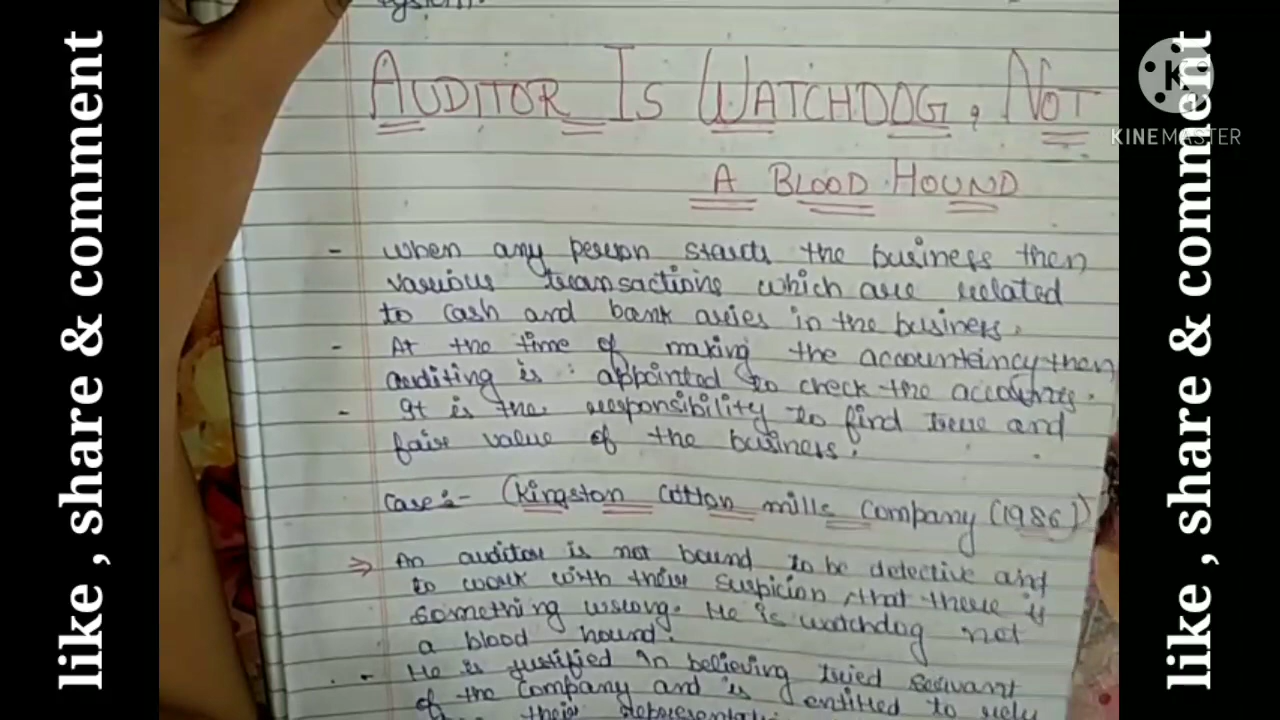 system.
AUDITOR IS WATCHDOG, NOT
A BLOOD HOUND
- When any person starts the business then
various transactions which are related
to cash and bank aries in the business.
- At the time of making the accountancy then
auditing is appointed to check the accounts.
- It is the responsibility to find true and
fair value of the business.
Case:- (Kingston Cotton mills Company (1986))
⇒ An auditor is not bound to be detective and
to work with their suspicion, that there is
something wrong. He is watchdog not
a blood hound.
- He is justified in believing tried servant
of the company and is entitled to rely
their
like , share & comment
like , share & comment
K
KINEMASTER